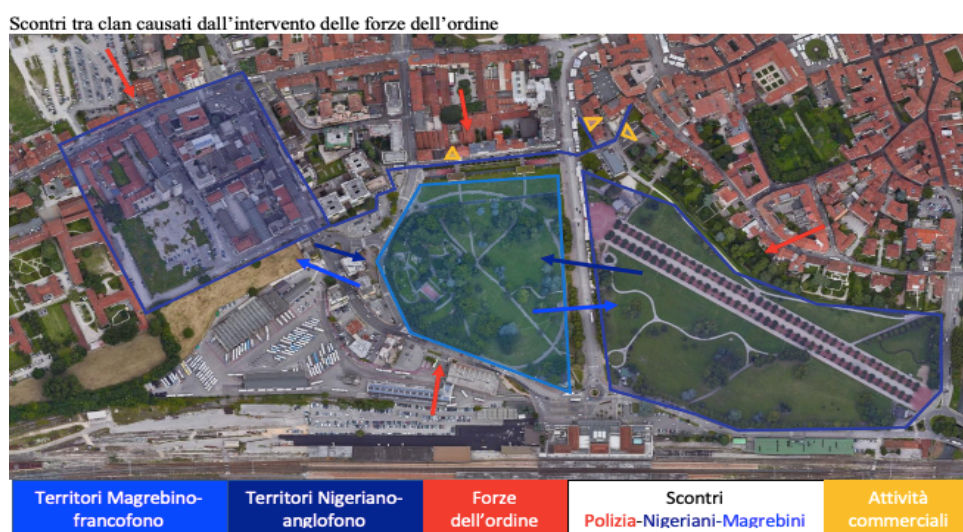 Scontri tra clan causati dall'intervento delle forze dell'ordine
Territori Magrebino-
francofono
Territori Nigeriano-
anglofono
Forze
dell'ordine
Scontri
Polizia-Nigeriani-Magrebini
Attività
commerciali